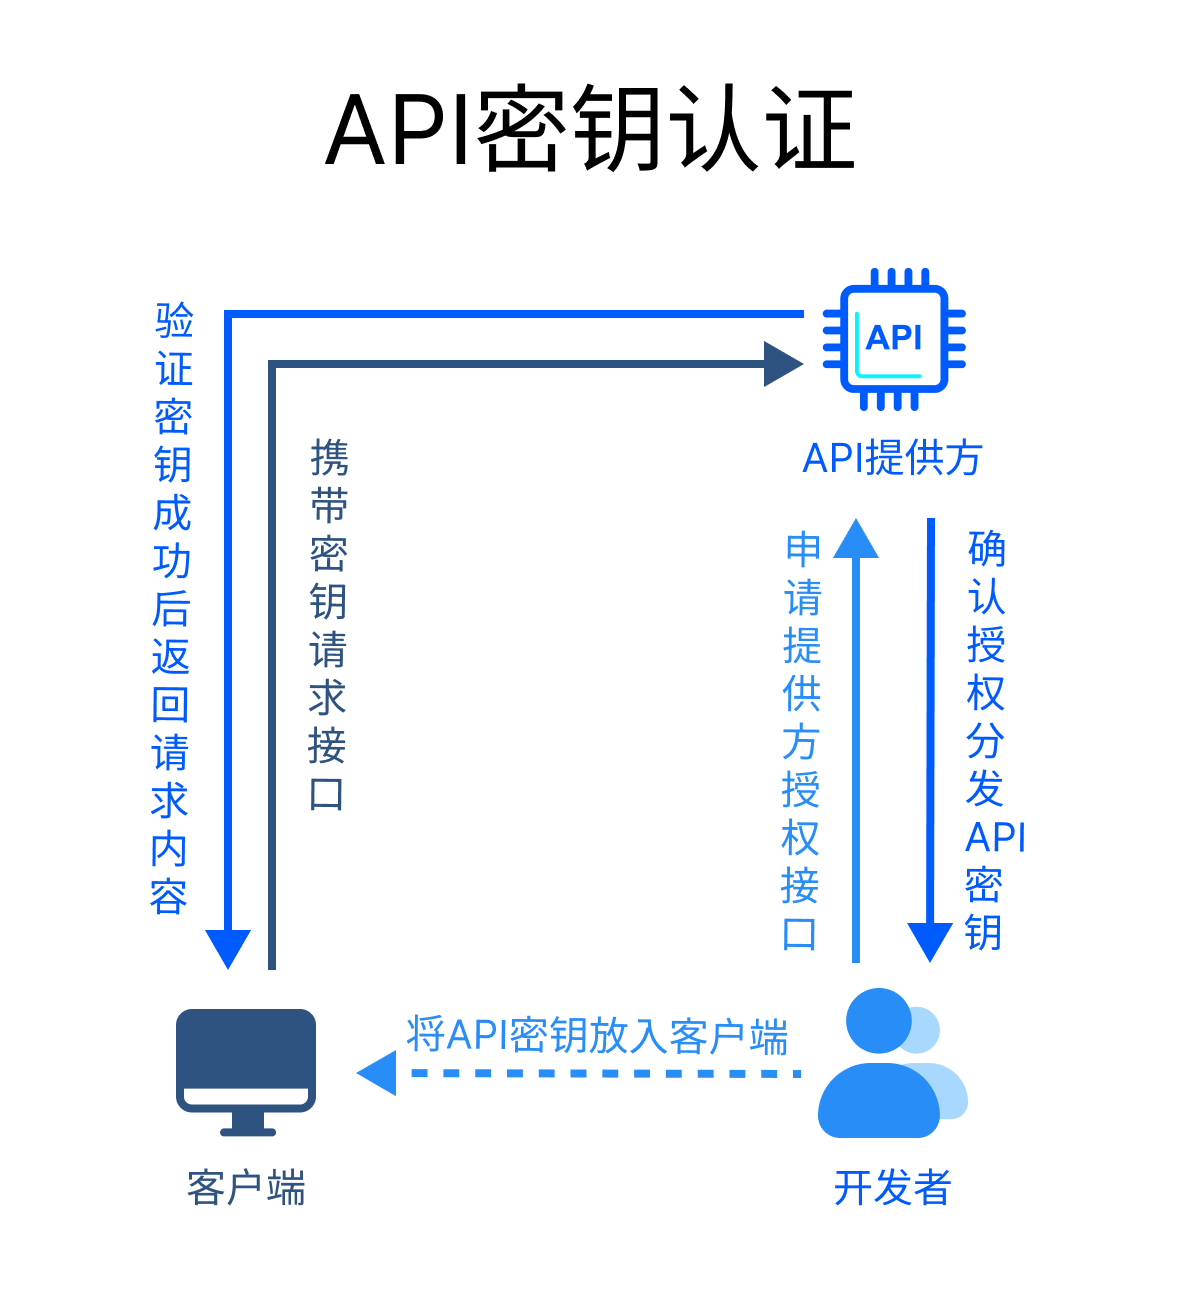 API密钥认证
API
API提供方
验证密钥成功后返回请求内容
携带密钥请求接口
申请提供方授权接口
确认授权分发API密钥
将API密钥放入客户端
客户端
开发者